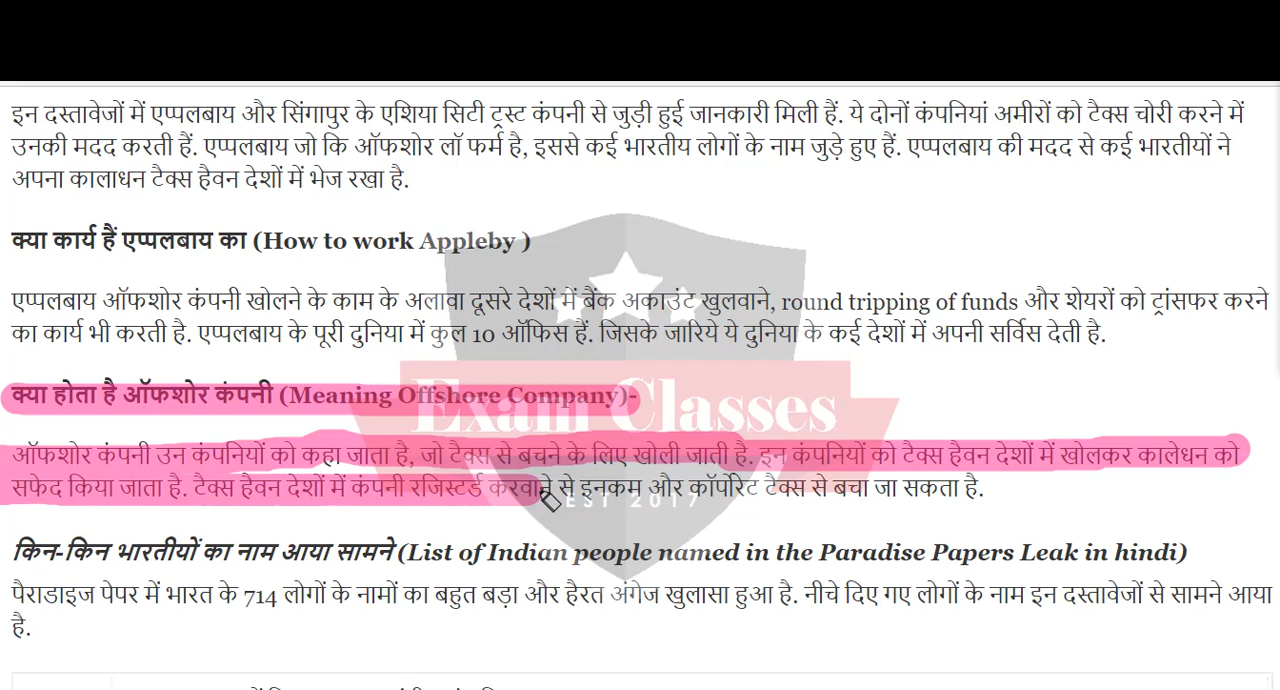 इन दस्तावेजों में एप्पलबाय और सिंगापुर के एशिया सिटी ट्रस्ट कंपनी से जुड़ी हुई जानकारी मिली हैं. ये दोनों कंपनियां अमीरों को टैक्स चोरी करने में
उनकी मदद करती हैं. एप्पलबाय जो कि ऑफशोर लॉ फर्म है, इससे कई भारतीय लोगों के नाम जुड़े हुए हैं. एप्पलबाय की मदद से कई भारतीयों ने
अपना कालाधन टैक्स हैवन देशों में भेज रखा है.
क्या कार्य हैं एप्पलबाय का (How to work Appleby )
एप्पलबाय ऑफशोर कंपनी खोलने के काम के अलावा दूसरे देशों में बैंक अकाउंट खुलवाने, round tripping of funds और शेयरों को ट्रांसफर करने
का कार्य भी करती है. एप्पलबाय के पूरी दुनिया में कुल 10 ऑफिस हैं. जिसके जारिये ये दुनिया के कई देशों में अपनी सर्विस देती है.
क्या होता है ऑफशोर कंपनी (Meaning Offshore Company)-
Exam Classes
ऑफशोर कंपनी उन कंपनियों को कहा जाता है, जो टैक्स से बचने के लिए खोली जाती है. इन कंपनियों को टैक्स हैवन देशों में खोलकर कालेधन को
सफेद किया जाता है. टैक्स हैवन देशों में कंपनी रजिस्टर्ड करवाने से इनकम और कॉर्पोरेट टैक्स से बचा जा सकता है.
EST 2017
किन-किन भारतीयों का नाम आया सामने (List of Indian people named in the Paradise Papers Leak in hindi)
पैराडाइज पेपर में भारत के 714 लोगों के नामों का बहुत बड़ा और हैरत अंगेज खुलासा हुआ है. नीचे दिए गए लोगों के नाम इन दस्तावेजों से सामने आया
है.